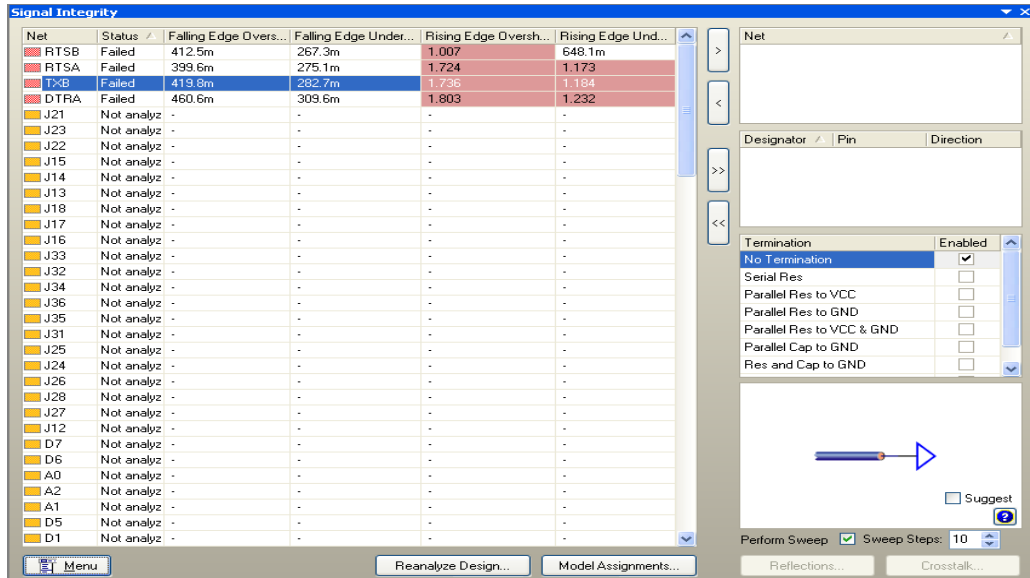 Signal Integrity
Net Status Falling Edge Overs... Falling Edge Under... Rising Edge Oversh... Rising Edge Und...
RTSB Failed 412.5m 267.3m 1.007 648.1m
RTSA Failed 399.6m 275.1m 1.724 1.173
TXB Failed 419.8m 282.7m 1.736 1.184
DTRA Failed 460.6m 309.6m 1.803 1.232
J21 Not analyz - - - -
J23 Not analyz - - - -
J22 Not analyz - - - -
J15 Not analyz - - - -
J14 Not analyz - - - -
J13 Not analyz - - - -
J18 Not analyz - - - -
J17 Not analyz - - - -
J16 Not analyz - - - -
J33 Not analyz - - - -
J32 Not analyz - - - -
J34 Not analyz - - - -
J36 Not analyz - - - -
J35 Not analyz - - - -
J31 Not analyz - - - -
J25 Not analyz - - - -
J24 Not analyz - - - -
J26 Not analyz - - - -
J28 Not analyz - - - -
J27 Not analyz - - - -
J12 Not analyz - - - -
D7 Not analyz - - - -
D6 Not analyz - - - -
A0 Not analyz - - - -
A2 Not analyz - - - -
A1 Not analyz - - - -
D5 Not analyz - - - -
D1 Not analyz - - - -
Menu Reanalyze Design... Model Assignments...
>
<
>>
<<
Net
Designator Pin Direction
Termination Enabled
No Termination
Serial Res
Parallel Res to VCC
Parallel Res to GND
Parallel Res to VCC & GND
Parallel Cap to GND
Res and Cap to GND
Suggest
?
Perform Sweep Sweep Steps: 10
Reflections... Crosstalk...